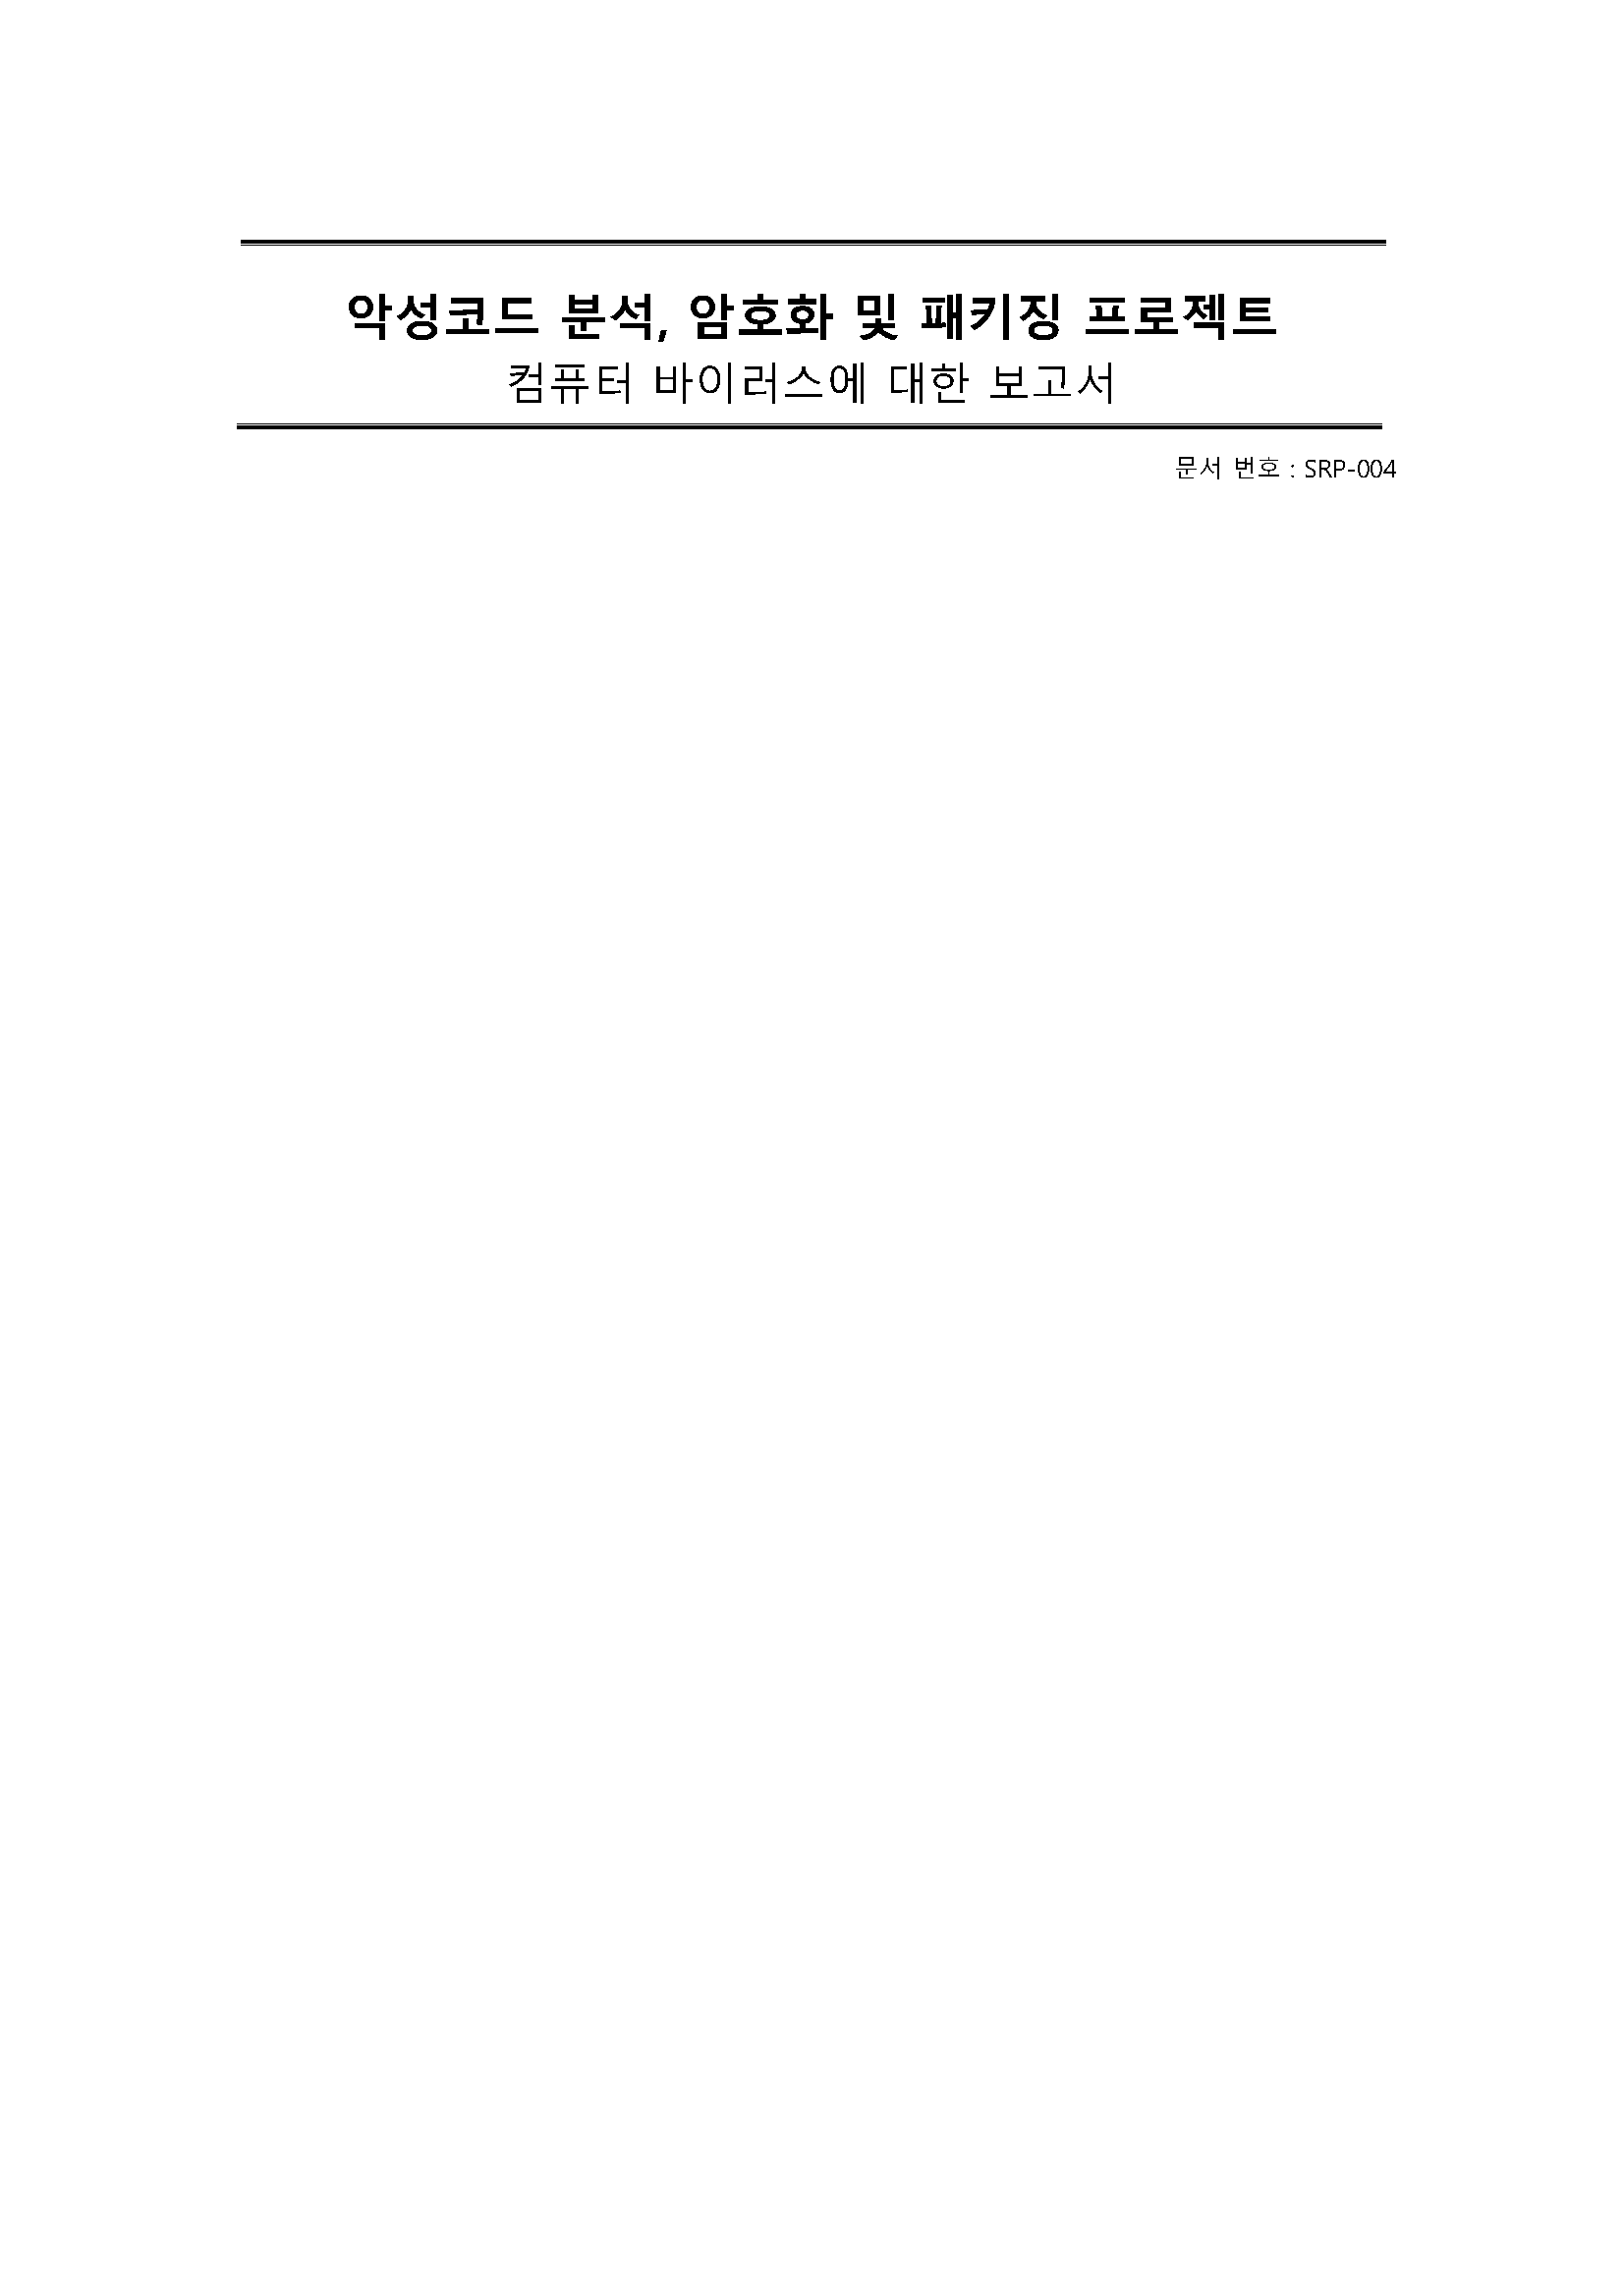 악성코드 분석, 암호화 및 패키징 프로젝트
컴퓨터 바이러스에 대한 보고서
문서 번호 : SRP-004